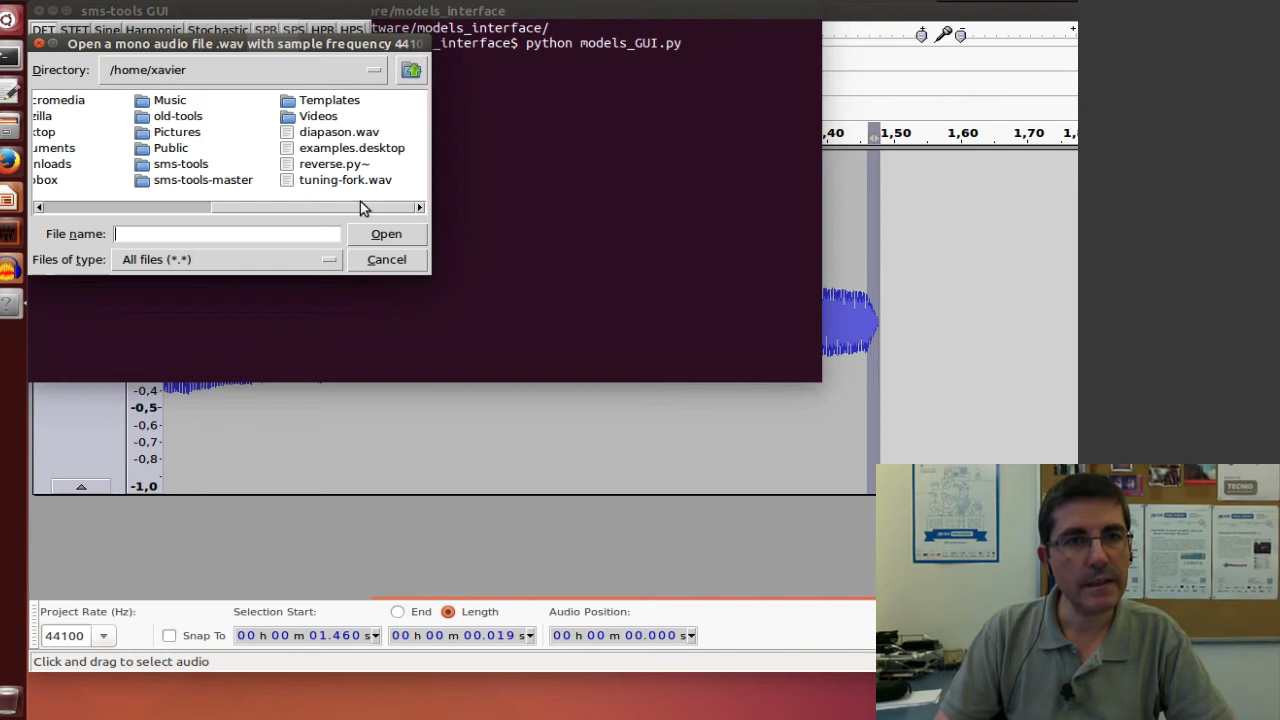 sms-tools GUI
are/models_interface
DFT STFT Sine Harmonic Stochastic SPR SPS HPR HPS
tware/models_interface/
_interface$ python models_GUI.py
Open a mono audio file .wav with sample frequency 4410
Directory: /home/xavier
cromedia Music Templates
zilla old-tools Videos
ktop Pictures diapason.wav
uments Public examples.desktop
nloads sms-tools reverse.py~
pbox sms-tools-master tuning-fork.wav
File name: Open
Files of type: All files (*.*) Cancel
,40 1,50 1,60 1,70
-0,4
-0,5
-0,6
-0,7
-0,8
-1,0
Project Rate (Hz): Selection Start: End Length Audio Position:
44100 Snap To 00 h 00 m 01.460 s 00 h 00 m 00.019 s 00 h 00 m 00.000 s
Click and drag to select audio
TECNIO